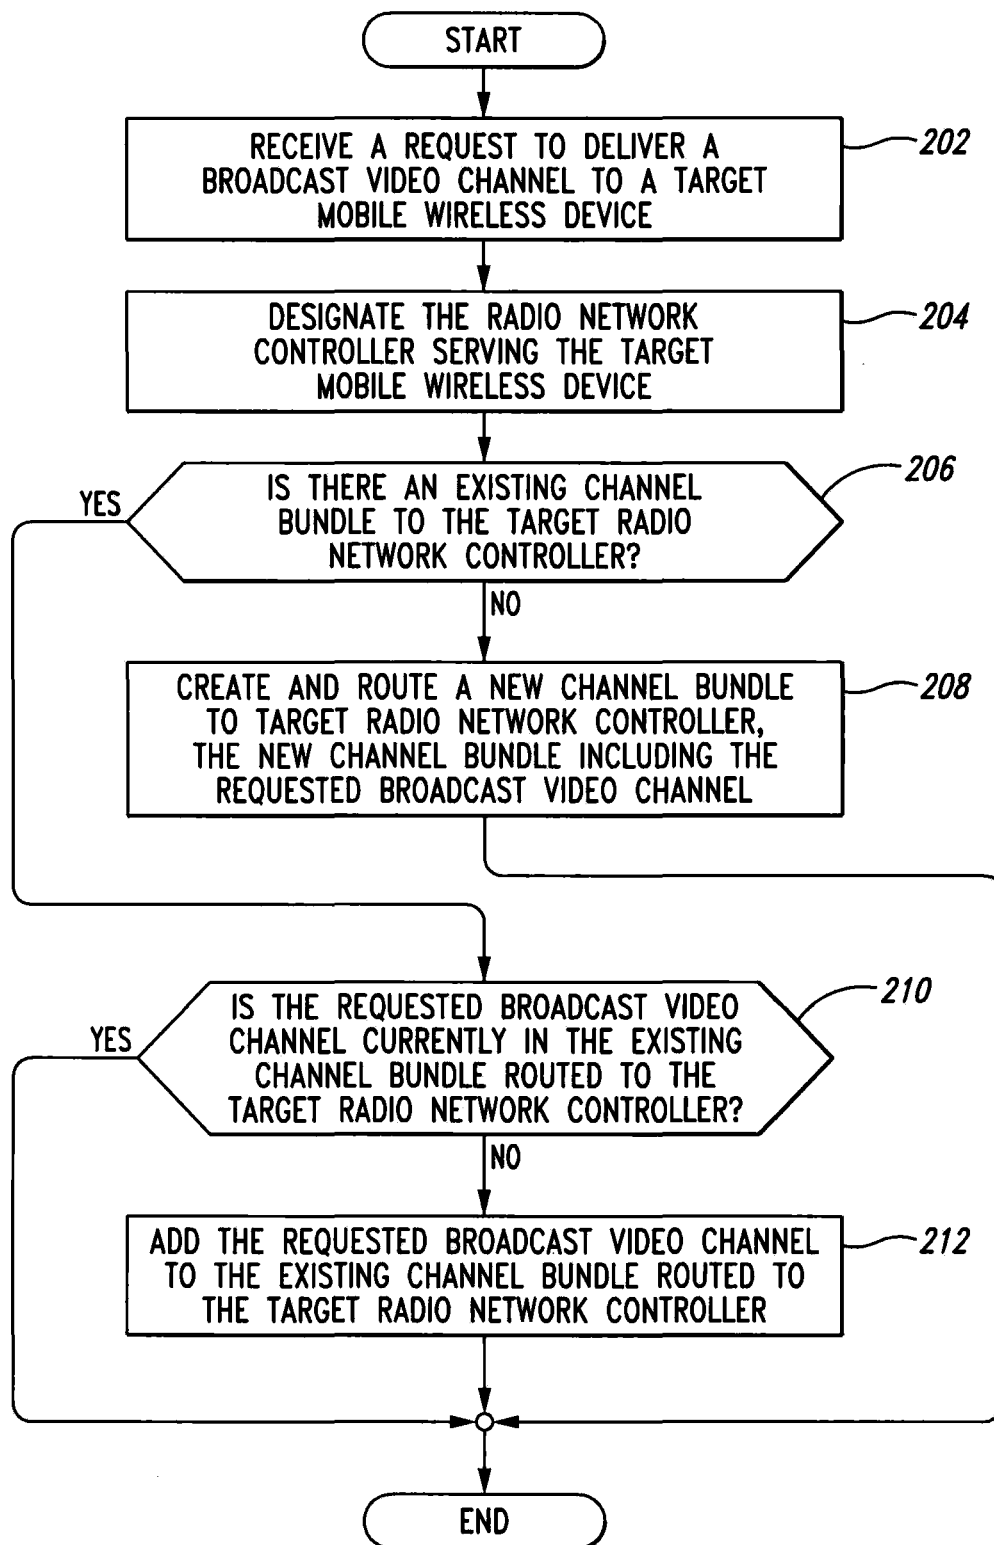 START
RECEIVE A REQUEST TO DELIVER A
BROADCAST VIDEO CHANNEL TO A TARGET
MOBILE WIRELESS DEVICE
202
DESIGNATE THE RADIO NETWORK
CONTROLLER SERVING THE TARGET
MOBILE WIRELESS DEVICE
204
YES
IS THERE AN EXISTING CHANNEL
BUNDLE TO THE TARGET RADIO
NETWORK CONTROLLER?
206
NO
CREATE AND ROUTE A NEW CHANNEL BUNDLE
TO TARGET RADIO NETWORK CONTROLLER,
THE NEW CHANNEL BUNDLE INCLUDING THE
REQUESTED BROADCAST VIDEO CHANNEL
208
YES
IS THE REQUESTED BROADCAST VIDEO
CHANNEL CURRENTLY IN THE EXISTING
CHANNEL BUNDLE ROUTED TO THE
TARGET RADIO NETWORK CONTROLLER?
210
NO
ADD THE REQUESTED BROADCAST VIDEO CHANNEL
TO THE EXISTING CHANNEL BUNDLE ROUTED TO
THE TARGET RADIO NETWORK CONTROLLER
212
END